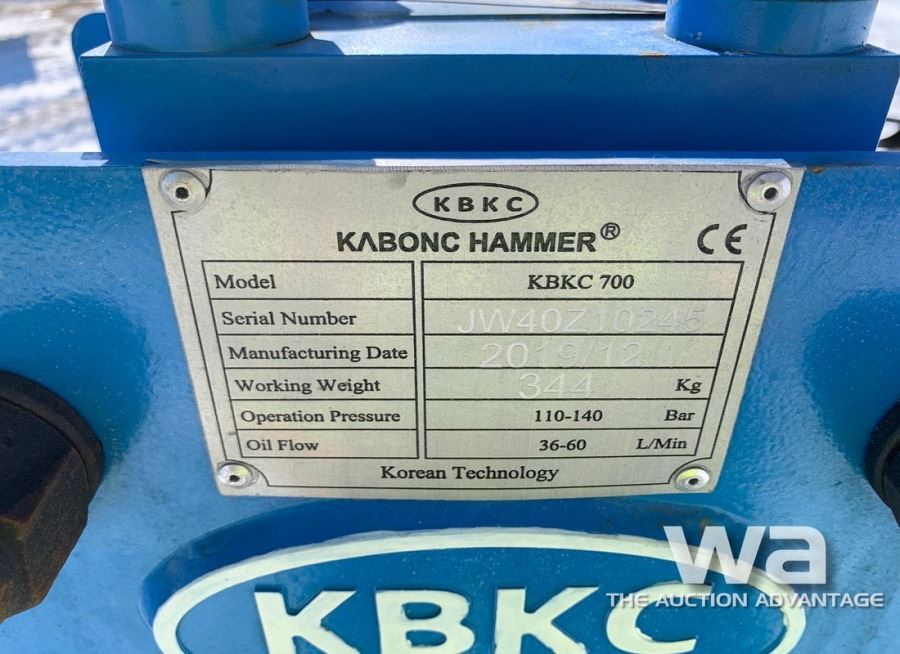 KBKC
KABONC HAMMER®
CE
Model KBKC 700
Serial Number JW40Z10245
Manufacturing Date 2019/12
Working Weight 344 Kg
Operation Pressure 110-140 Bar
Oil Flow 36-60 L/Min
Korean Technology
KBKC
wa
THE AUCTION ADVANTAGE